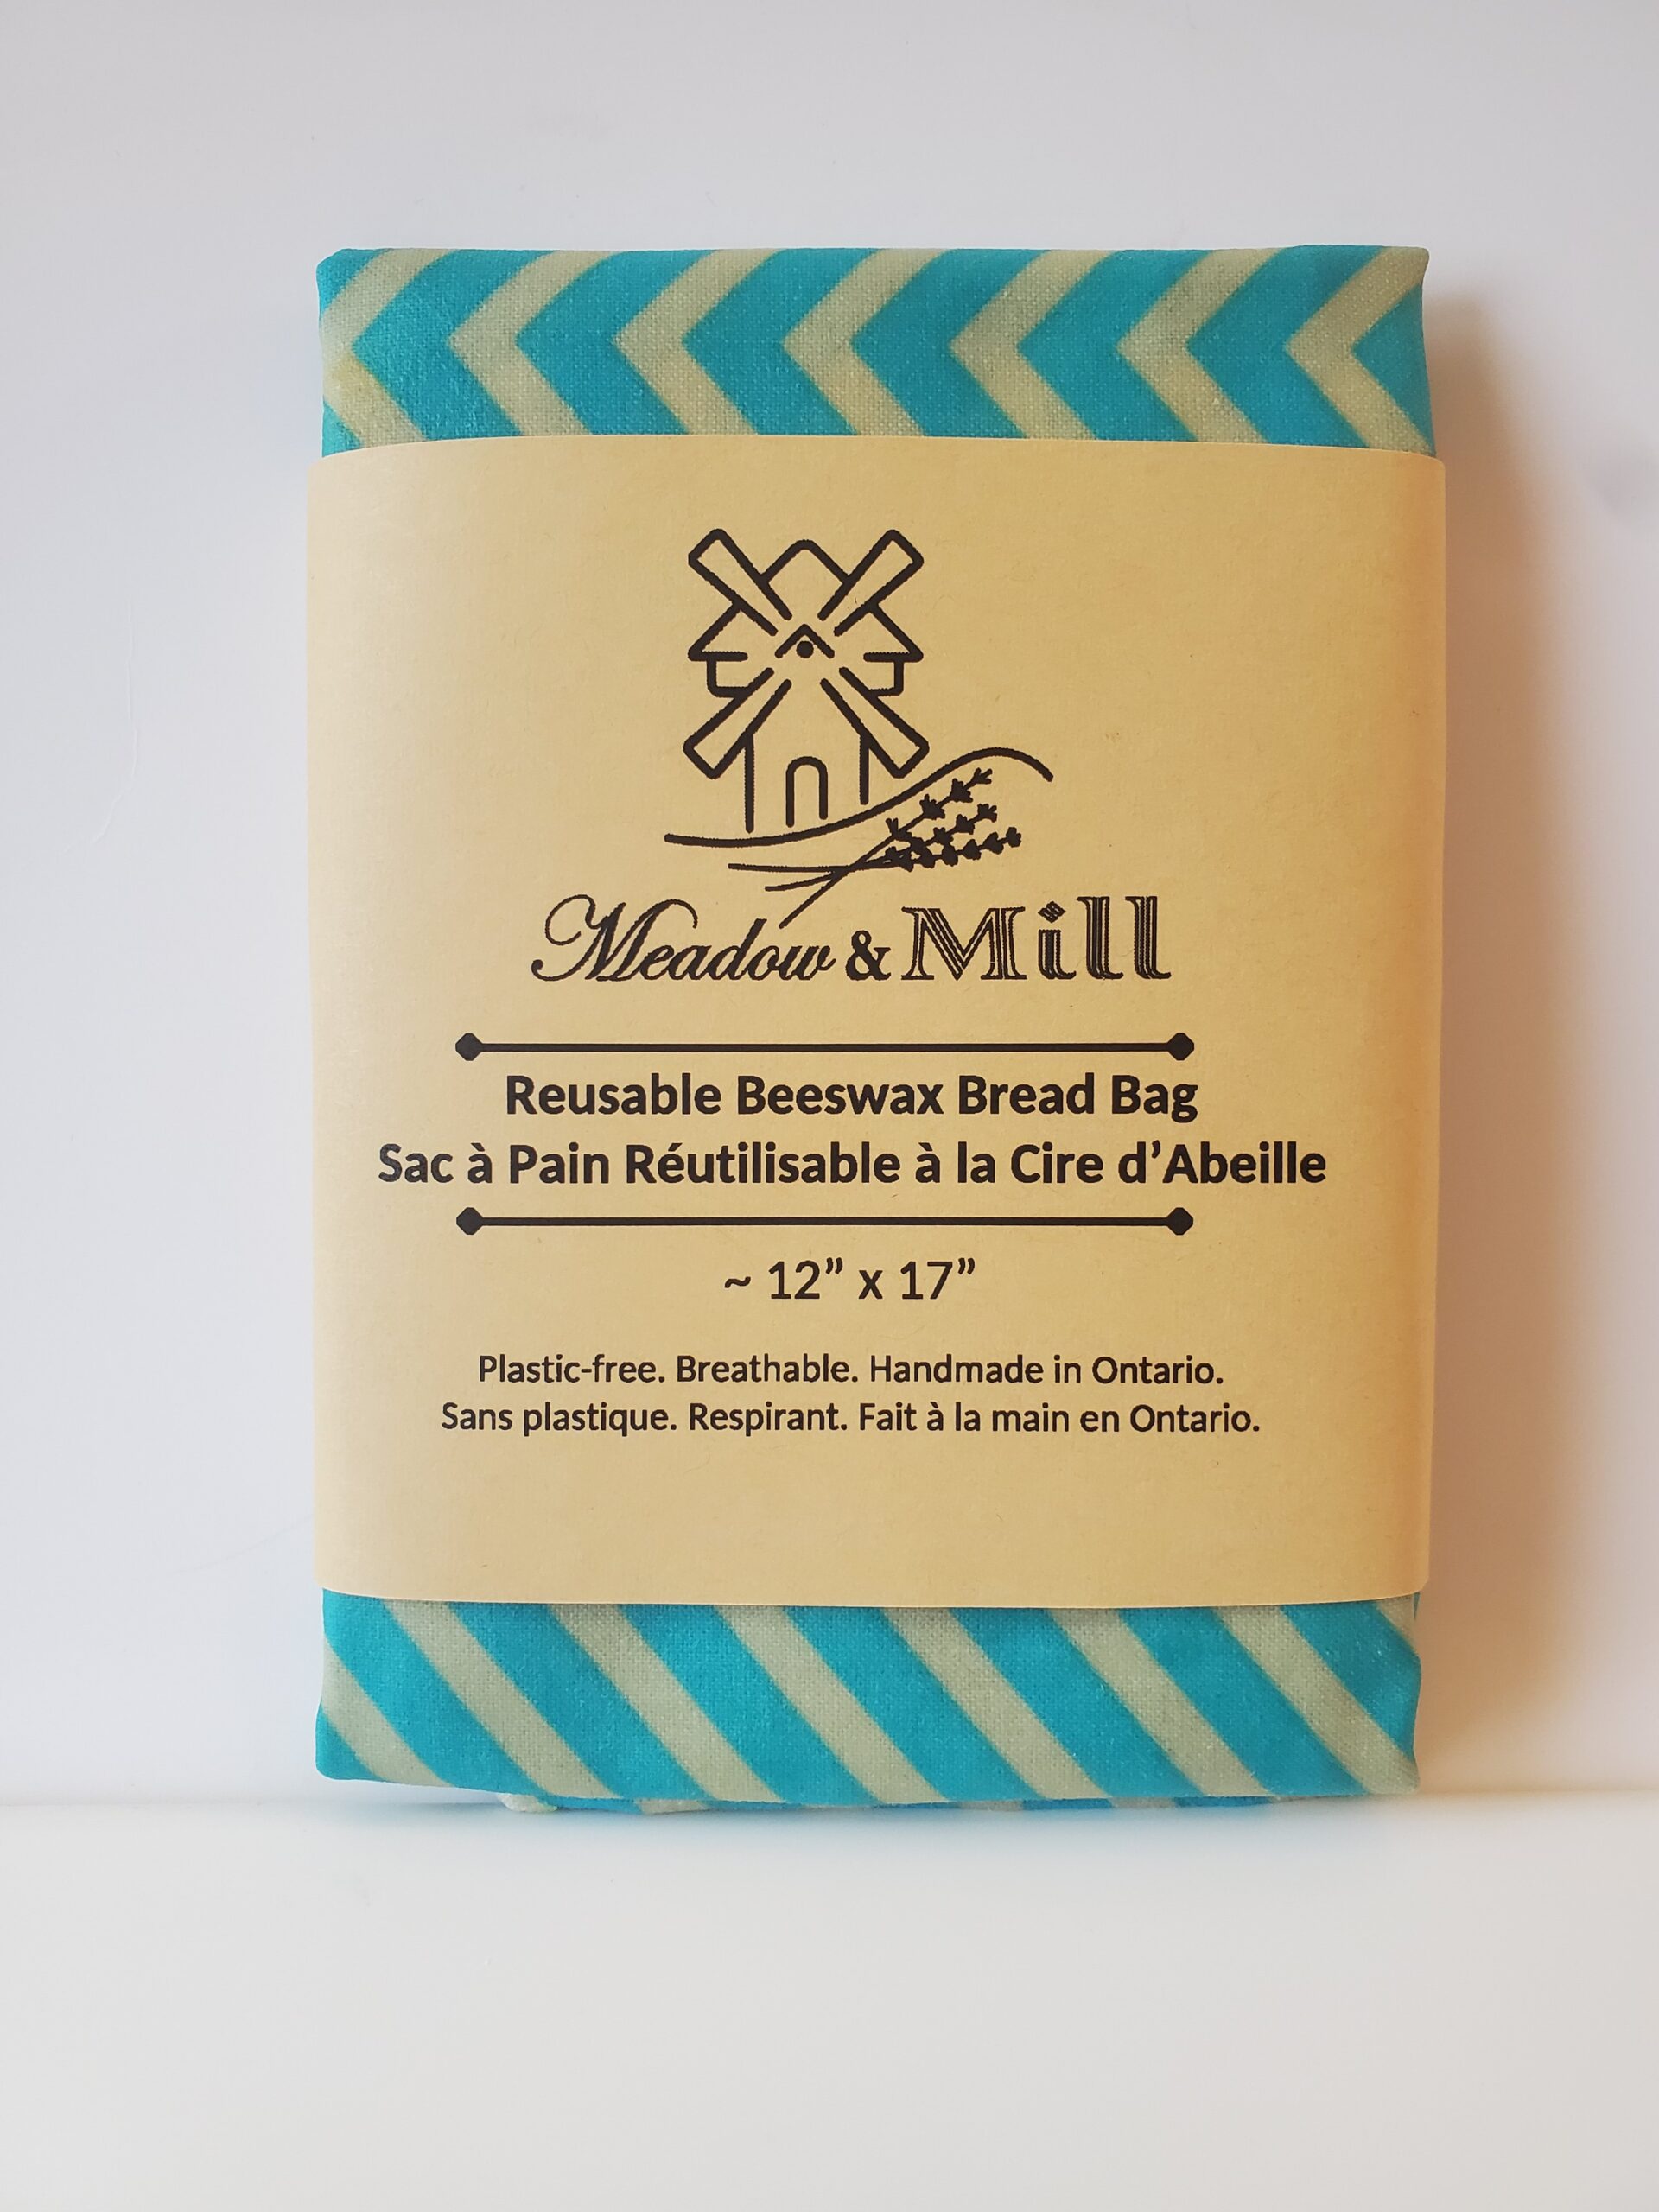 Meadow & Mill
Reusable Beeswax Bread Bag
Sac à Pain Réutilisable à la Cire d’Abeille
~ 12” x 17”
Plastic-free. Breathable. Handmade in Ontario.
Sans plastique. Respirant. Fait à la main en Ontario.